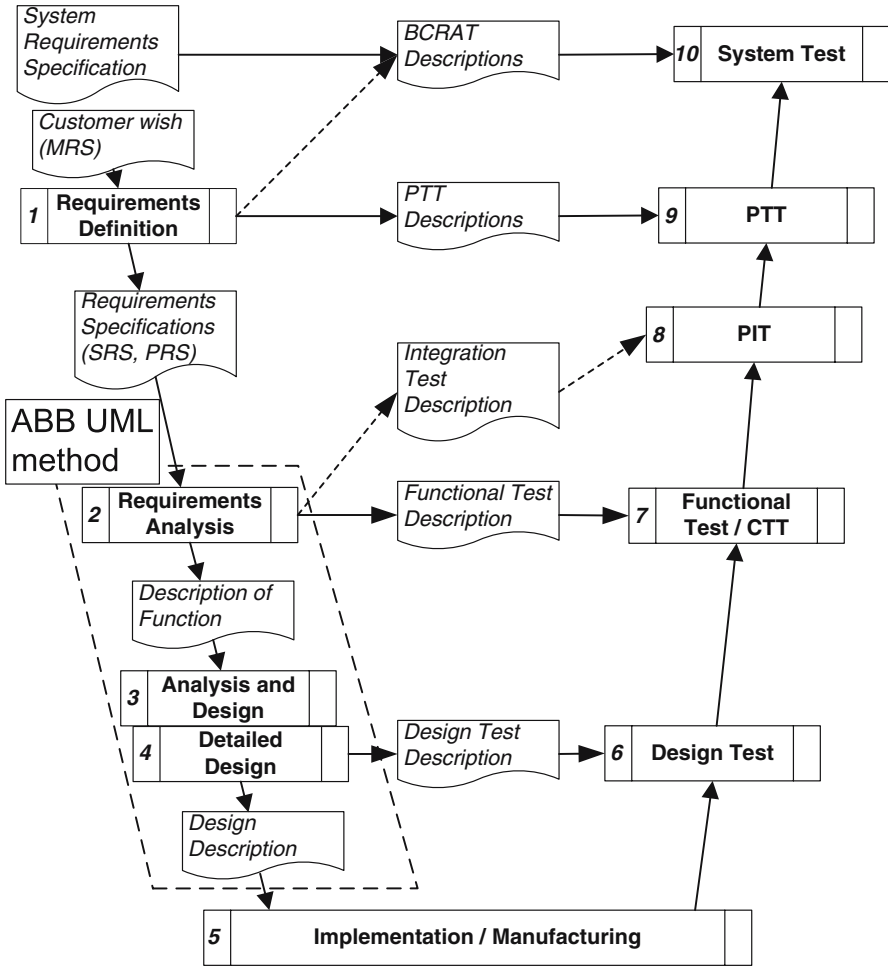 System
Requirements
Specification
BCRAT
Descriptions
10 System Test
Customer wish
(MRS)
1 Requirements
Definition
PTT
Descriptions
9 PTT
Requirements
Specifications
(SRS, PRS)
Integration
Test
Description
8 PIT
ABB UML
method
2 Requirements
Analysis
Functional Test
Description
7 Functional
Test / CTT
Description of
Function
3 Analysis and
Design
4 Detailed
Design
Design Test
Description
6 Design Test
Design
Description
5 Implementation / Manufacturing